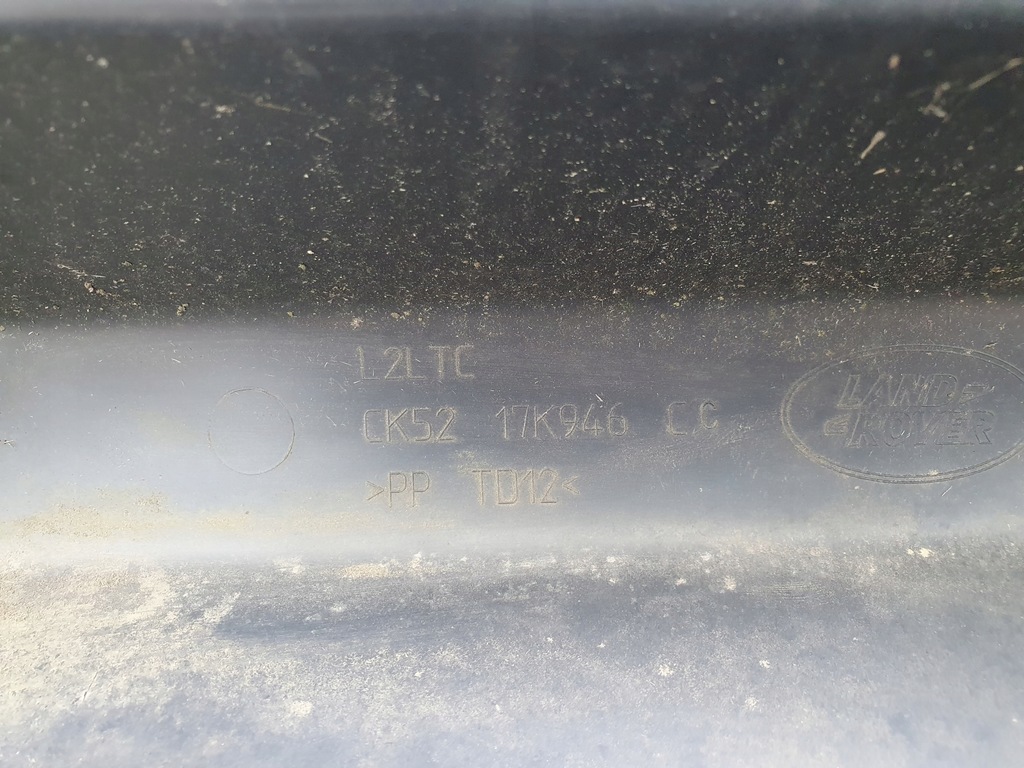 L2LTC
CK52 17K946 CC
>PP TD12<
LAND-
ROVER